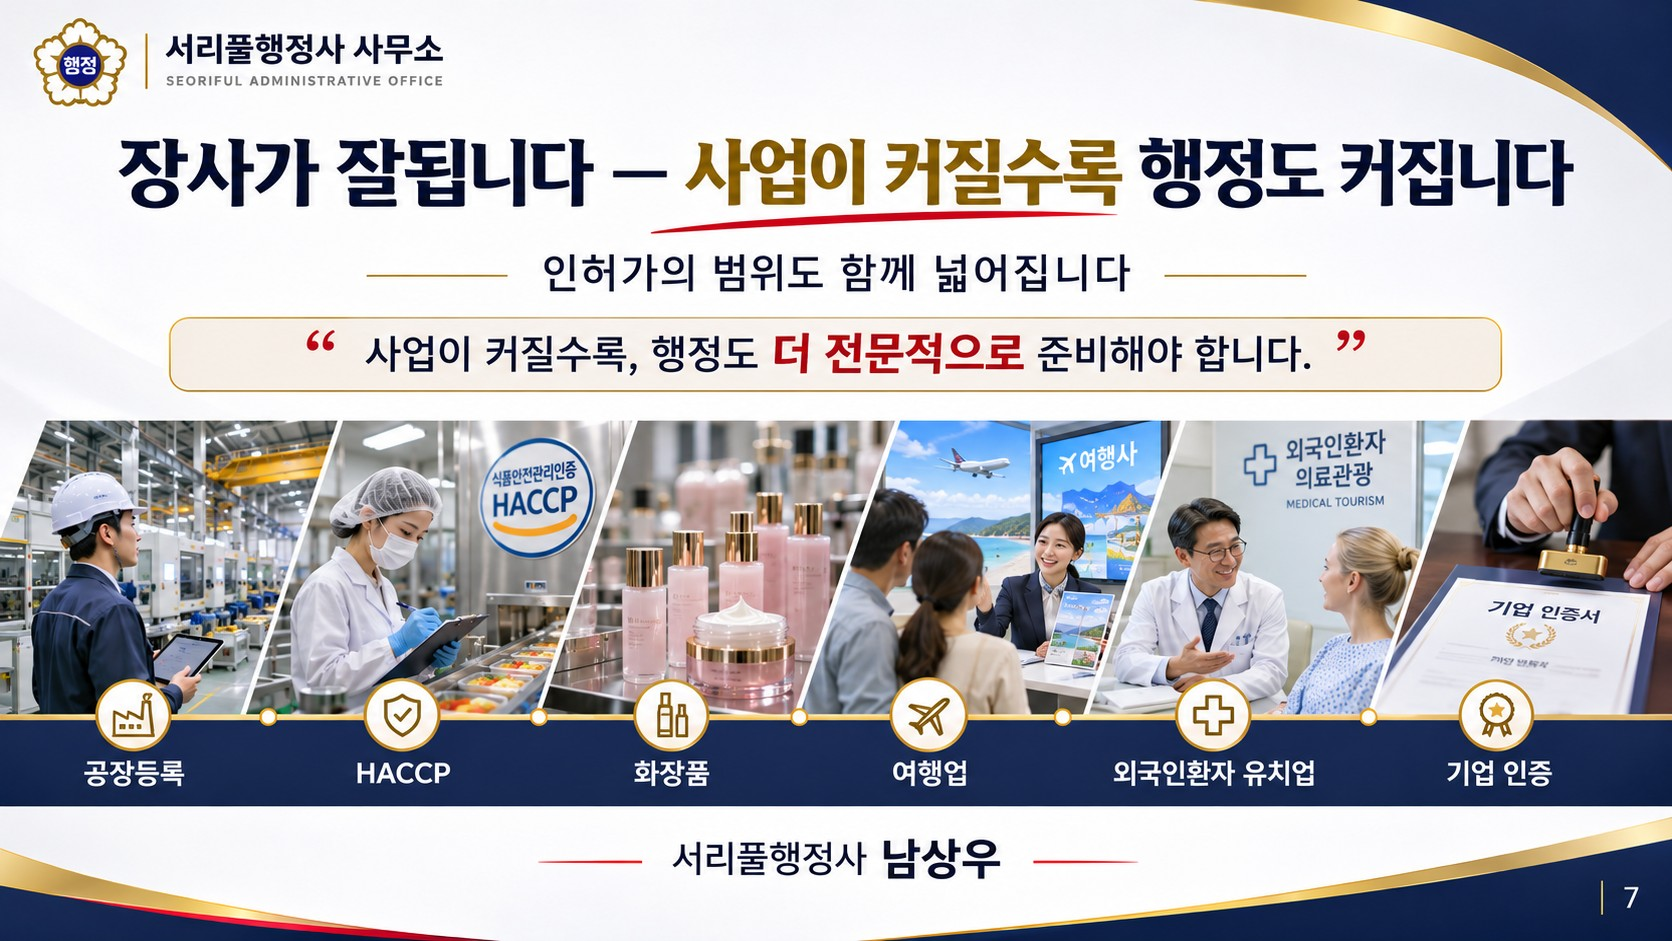 행정
서리풀행정사 사무소
SEORIFUL ADMINISTRATIVE OFFICE
장사가 잘됩니다 — 사업이 커질수록 행정도 커집니다
인허가의 범위도 함께 넓어집니다
“ 사업이 커질수록, 행정도 더 전문적으로 준비해야 합니다. ”
식품안전관리인증
HACCP
여행사
외국인환자
의료관광
MEDICAL TOURISM
기업 인증서
공장등록
HACCP
화장품
여행업
외국인환자 유치업
기업 인증
서리풀행정사 남상우
7